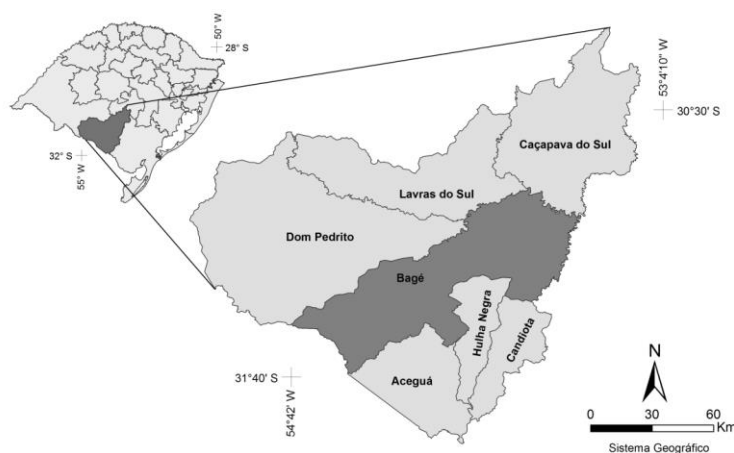 50° W
28° S
32° S
55° W
53°4'10" W
30°30' S
Caçapava do Sul
Lavras do Sul
Dom Pedrito
Bagé
Hulha Negra
Candiota
Aceguá
31°40' S
54°42' W
N
0 30 60
Km
Sistema Geográfico